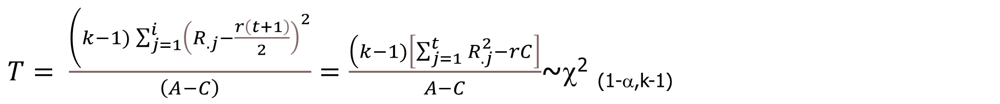 T = ((k−1) ∑_{j=1}^{i} (R_{.j} − r(t+1)/2)^2 / (A−C) = ((k−1)[∑_{j=1}^{t} R_{.j}^2 − rC] / A−C ~ χ^2 (1-α,k-1)